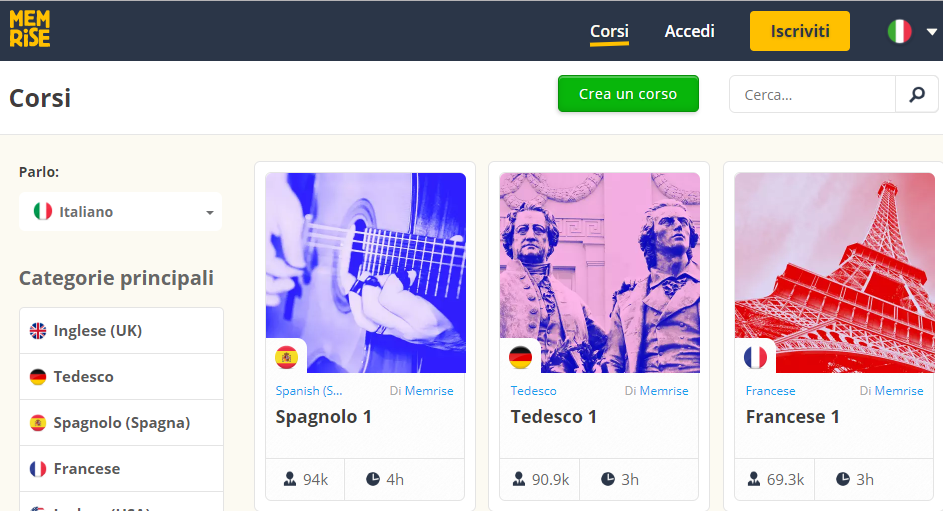 MEM
RISE
Corsi
Accedi
Iscriviti
Corsi
Crea un corso
Cerca...
Parlo:
Italiano
Categorie principali
Inglese (UK)
Tedesco
Spagnolo (Spagna)
Francese
Spanish (S... Di Memrise
Spagnolo 1
94k 4h
Tedesco Di Memrise
Tedesco 1
90.9k 3h
Francese Di Memrise
Francese 1
69.3k 3h